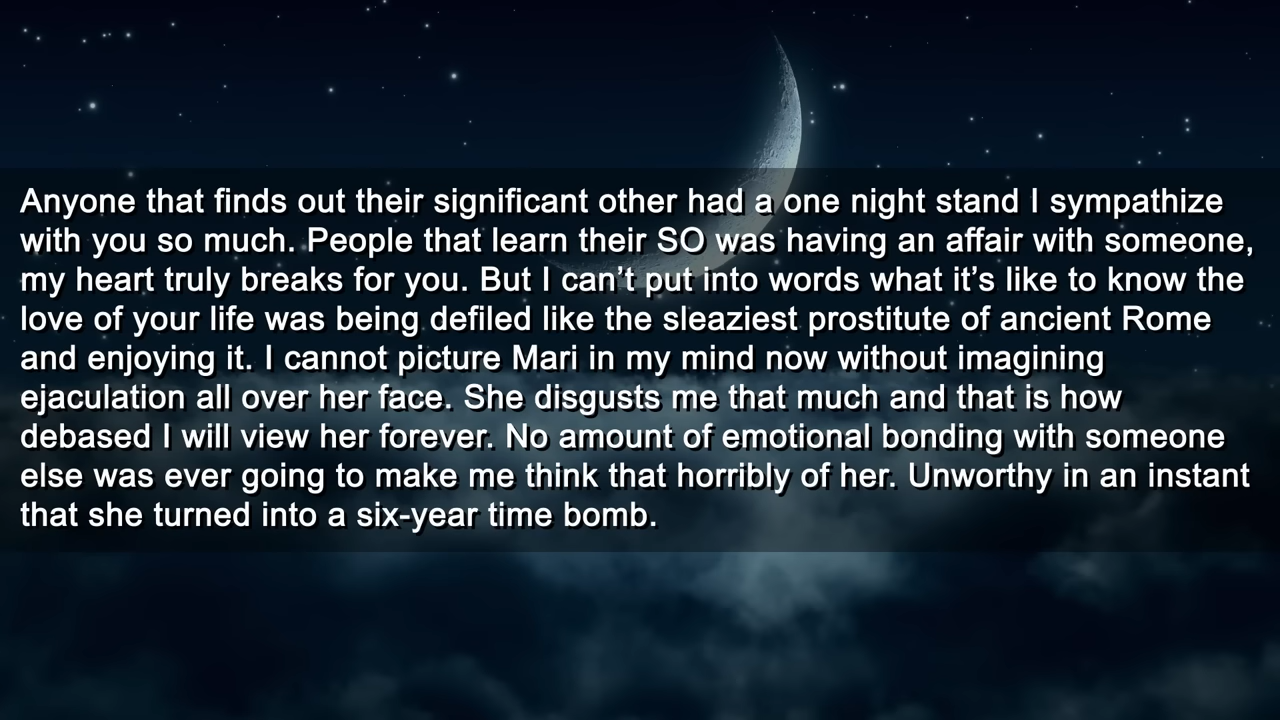 Anyone that finds out their significant other had a one night stand I sympathize
with you so much. People that learn their SO was having an affair with someone,
my heart truly breaks for you. But I can’t put into words what it’s like to know the
love of your life was being defiled like the sleaziest prostitute of ancient Rome
and enjoying it. I cannot picture Mari in my mind now without imagining
ejaculation all over her face. She disgusts me that much and that is how
debased I will view her forever. No amount of emotional bonding with someone
else was ever going to make me think that horribly of her. Unworthy in an instant
that she turned into a six-year time bomb.